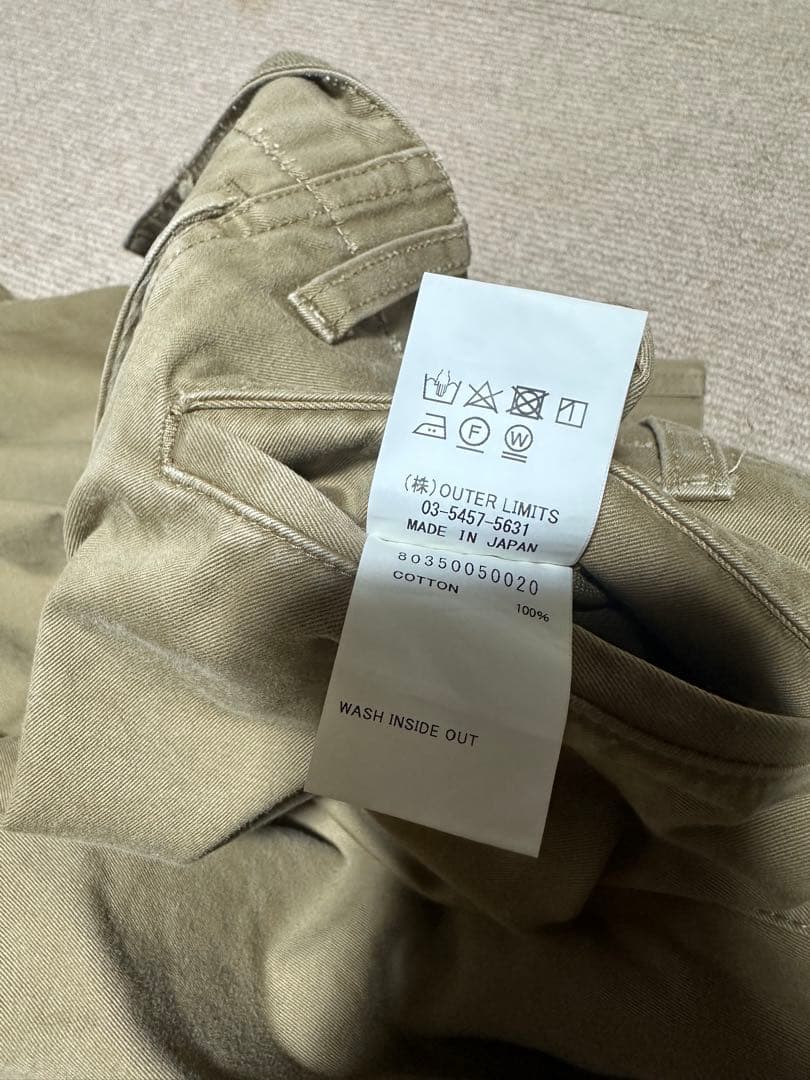 F W
(株)OUTER LIMITS
03-5457-5631
MADE IN JAPAN
80350050020
COTTON 100%
WASH INSIDE OUT